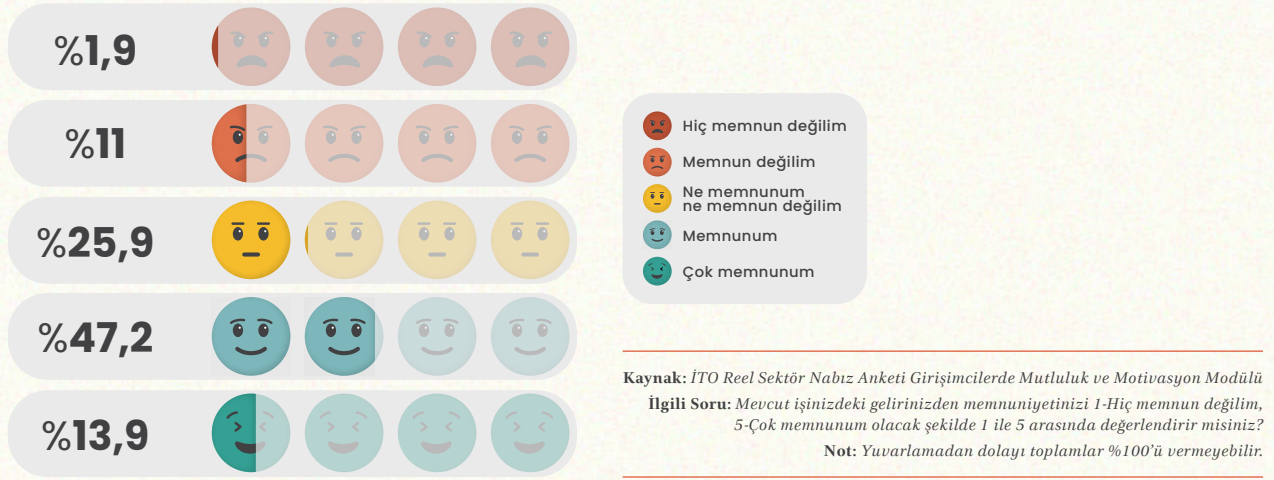 %1,9
%11
%25,9
%47,2
%13,9
Hiç memnun değilim
Memnun değilim
Ne memnunum
ne memnun değilim
Memnunum
Çok memnunum
Kaynak: İTO Reel Sektör Nabız Anketi Girişimcilerde Mutluluk ve Motivasyon Modülü
İlgili Soru: Mevcut işinizdeki gelirinizden memnuniyetinizi 1-Hiç memnun değilim,
5-Çok memnunum olacak şekilde 1 ile 5 arasında değerlendirir misiniz?
Not: Yuvarlamadan dolayı toplamlar %100'ü vermeyebilir.